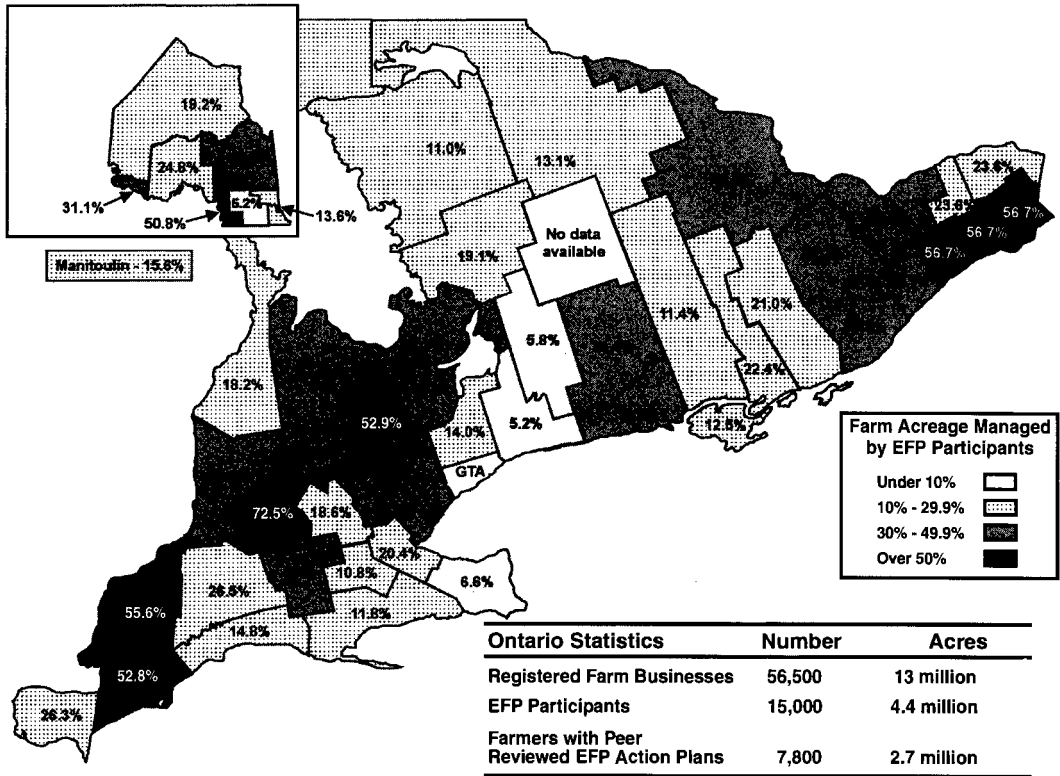 19.2%
24.8%
31.1%
50.8%
5.2%
13.6%
Manitoulin - 15.6%
11.0%
13.1%
19.1%
No data
available
23.6%
23.6%
56.7%
56.7%
56.7%
11.4%
21.0%
22.4%
12.5%
5.8%
5.2%
14.0%
GTA
18.2%
52.9%
72.5%
18.6%
20.4%
10.8%
6.6%
11.8%
26.5%
14.8%
55.6%
52.8%
26.3%
Farm Acreage Managed
by EFP Participants
Under 10%
10% - 29.9%
30% - 49.9%
Over 50%
Ontario Statistics Number Acres
Registered Farm Businesses 56,500 13 million
EFP Participants 15,000 4.4 million
Farmers with Peer
Reviewed EFP Action Plans 7,800 2.7 million